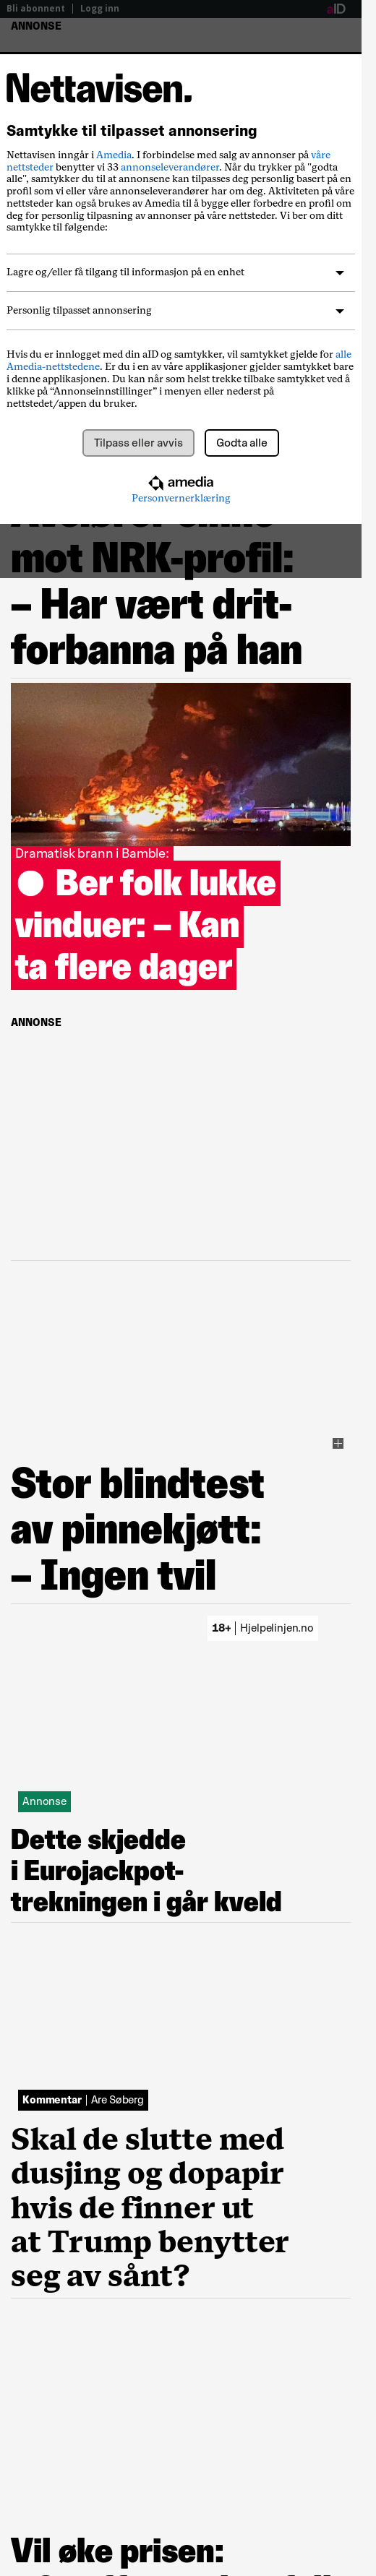 Bli abonnent | Logg inn
aID
ANNONSE
Nettavisen.
Samtykke til tilpasset annonsering
Nettavisen inngår i Amedia. I forbindelse med salg av annonser på våre
nettsteder benytter vi 33 annonseleverandører. Når du trykker på "godta
alle", samtykker du til at annonsene kan tilpasses deg personlig basert på en
profil som vi eller våre annonseleverandører har om deg. Aktiviteten på våre
nettsteder kan også brukes av Amedia til å bygge eller forbedre en profil om
deg for personlig tilpasning av annonser på våre nettsteder. Vi ber om ditt
samtykke til følgende:
Lagre og/eller få tilgang til informasjon på en enhet
Personlig tilpasset annonsering
Hvis du er innlogget med din aID og samtykker, vil samtykket gjelde for alle
Amedia-nettstedene. Er du i en av våre applikasjoner gjelder samtykket bare
i denne applikasjonen. Du kan når som helst trekke tilbake samtykket ved å
klikke på “Annonseinnstillinger” i menyen eller nederst på
nettstedet/appen du bruker.
Tilpass eller avvis
Godta alle
amedia
Personvernerklæring
mot NRK-profil:
– Har vært drit-
forbanna på han
Dramatisk brann i Bamble:
Ber folk lukke
vinduer: – Kan
ta flere dager
ANNONSE
Stor blindtest
av pinnekjøtt:
– Ingen tvil
18+ | Hjelpelinjen.no
Annonse
Dette skjedde
i Eurojackpot-
trekningen i går kveld
Kommentar | Are Søberg
Skal de slutte med
dusjing og dopapir
hvis de finner ut
at Trump benytter
seg av sånt?
Vil øke prisen: